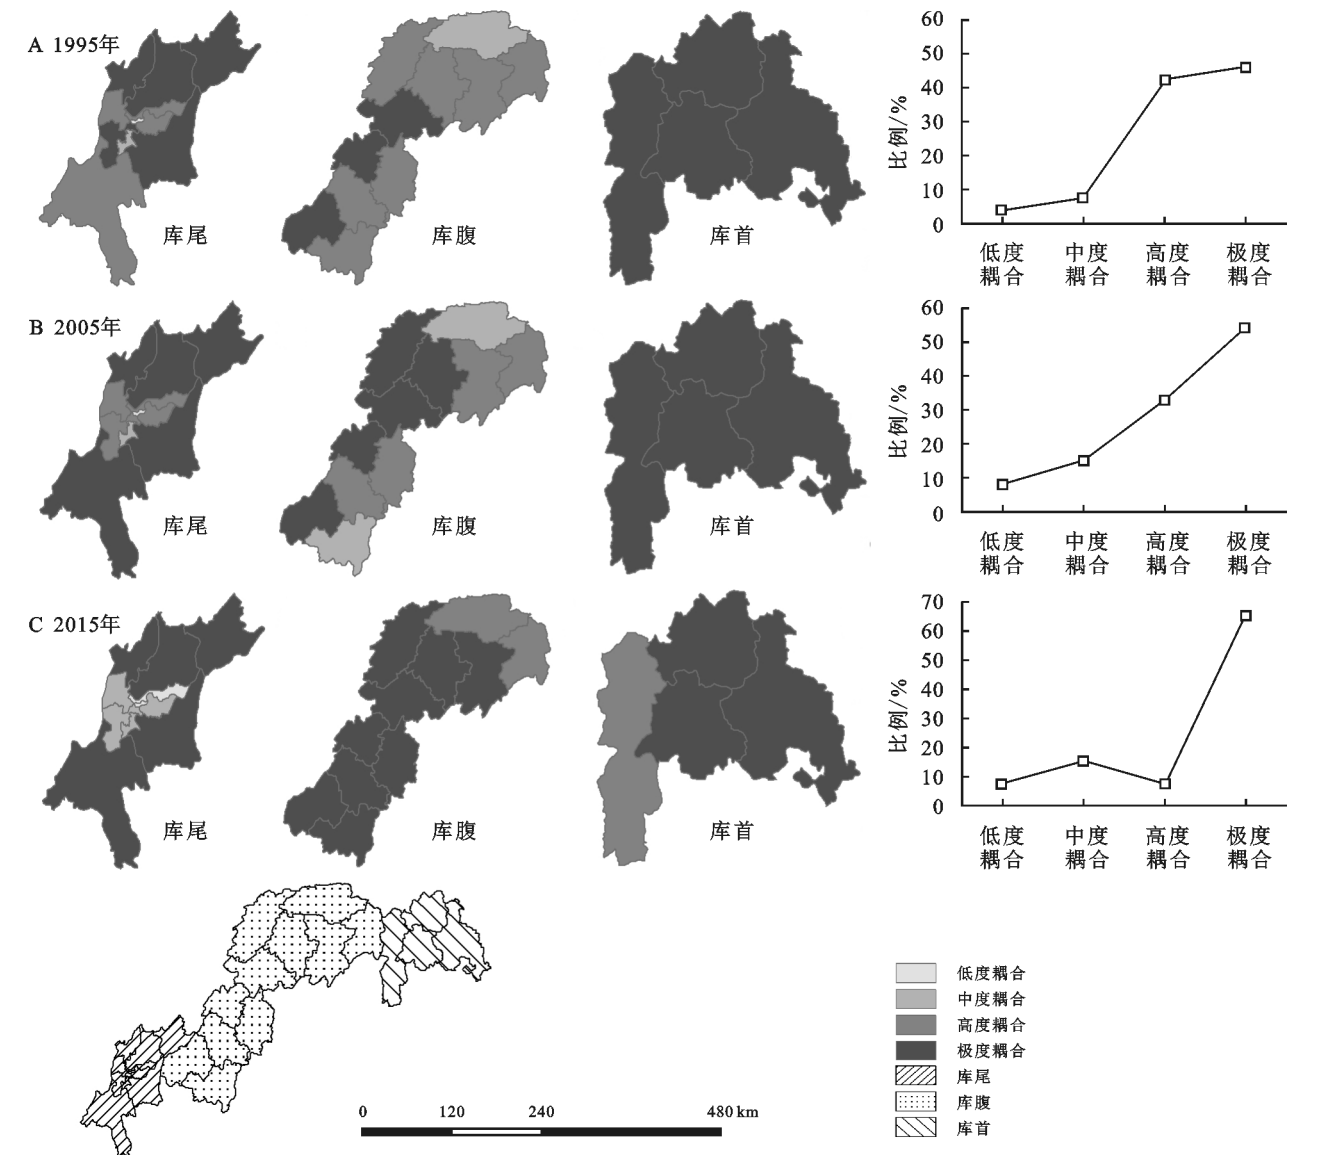 A 1995年
库尾
库腹
库首
60
50
40
30
20
10
0
比例/%
低度耦合
中度耦合
高度耦合
极度耦合
B 2005年
库尾
库腹
库首
60
50
40
30
20
10
0
比例/%
低度耦合
中度耦合
高度耦合
极度耦合
C 2015年
库尾
库腹
库首
70
60
50
40
30
20
10
0
比例/%
低度耦合
中度耦合
高度耦合
极度耦合
0 120 240 480 km
低度耦合
中度耦合
高度耦合
极度耦合
库尾
库腹
库首